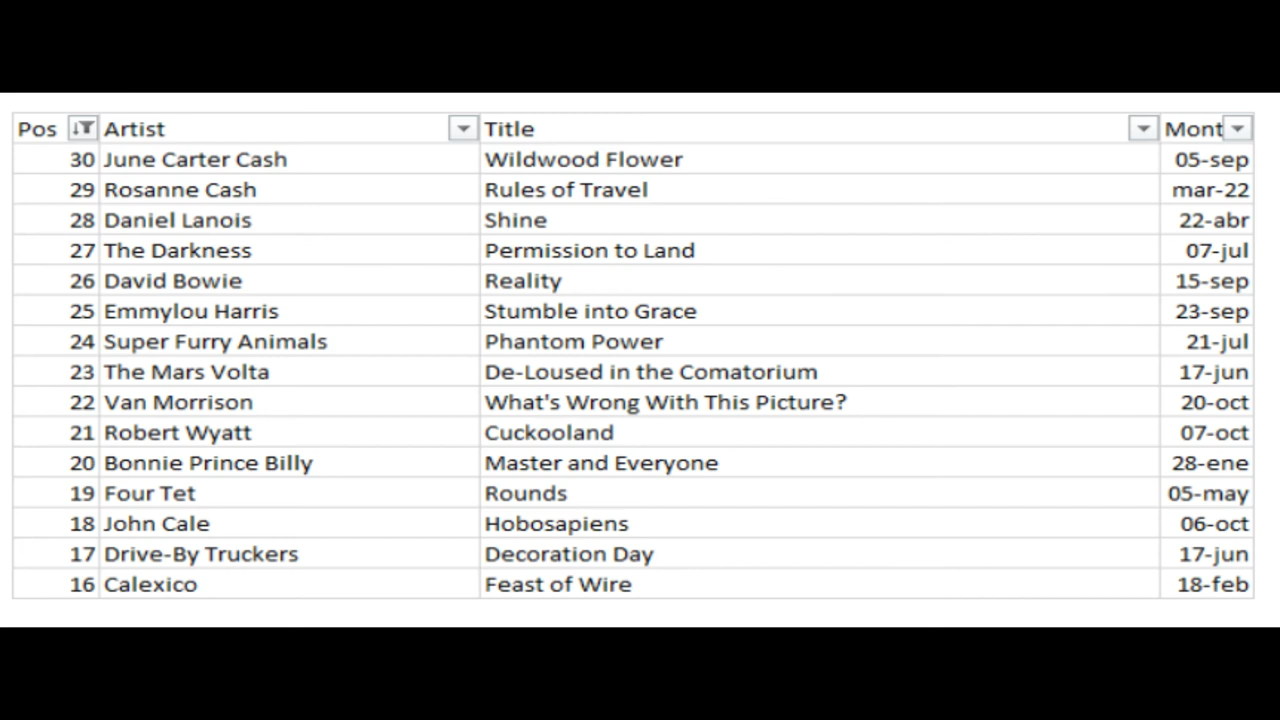 Pos Artist Title Mont
30 June Carter Cash Wildwood Flower 05-sep
29 Rosanne Cash Rules of Travel mar-22
28 Daniel Lanois Shine 22-abr
27 The Darkness Permission to Land 07-jul
26 David Bowie Reality 15-sep
25 Emmylou Harris Stumble into Grace 23-sep
24 Super Furry Animals Phantom Power 21-jul
23 The Mars Volta De-Loused in the Comatorium 17-jun
22 Van Morrison What's Wrong With This Picture? 20-oct
21 Robert Wyatt Cuckooland 07-oct
20 Bonnie Prince Billy Master and Everyone 28-ene
19 Four Tet Rounds 05-may
18 John Cale Hobosapiens 06-oct
17 Drive-By Truckers Decoration Day 17-jun
16 Calexico Feast of Wire 18-feb